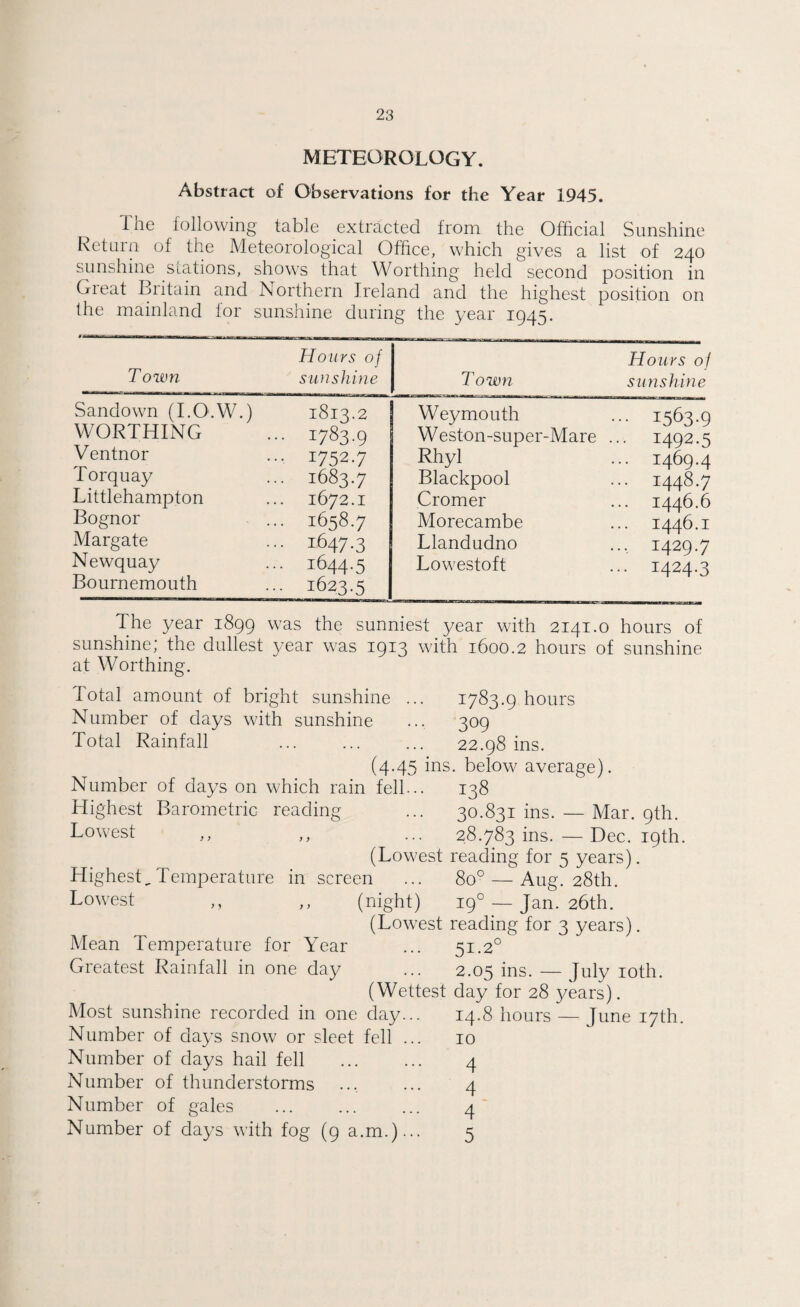 23
METEOROLOGY.
Abstract of Observations for the Year 1945.
The following table extracted from the Official Sunshine
Return of the Meteorological Office, which gives a list of 240
sunshine stations, shows that Worthing held second position in
Great Britain and Northern Ireland and the highest position on
the mainland for sunshine during the year 1945.
Town Hours of sunshine Town Hours of sunshine
Sandown (I.O.W.) 1813.2 Weymouth ... 1563.9
WORTHING ... 1783.9 Weston-super-Mare ... 1492.5
Ventnor ... 1752.7 Rhyl ... 1469.4
Torquay ... 1683.7 Blackpool ... 1448.7
Littlehampton ... 1672.1 Cromer ... 1446.6
Bognor ... 1658.7 Morecambe ... 1446.1
Margate ... 1647.3 Llandudno ... 1429.7
Newquay ... 1644.5 Lowestoft ... 1424.3
Bournemouth ... 1623.5
The year 1899 was the sunniest year with 2141.0 hours of
sunshine; the dullest year was 1913 with 1600.2 hours of sunshine
at Worthing.
Total amount of bright sunshine ... 1783.9 hours
Number of days with sunshine ... 309
Total Rainfall ... ... ... 22.98 ins.
(4.45 ins. below average).
Number of days on which rain fell... 138
Highest Barometric reading ... 30.831 ins. — Mar. 9th.
Lowest ,, ,, ... 28.783 ins. — Dec. 19th.
(Lowest reading for 5 years).
Highest Temperature in screen ... 80° — Aug. 28th.
Lowest ,, ,, (night) 19° — Jan. 26th.
(Lowest reading for 3 years).
Mean Temperature for Year ... 51.2°
Greatest Rainfall in one day ... 2.05 ins. — July 10th.
(Wettest day for 28 years).
Most sunshine recorded in one day... 14.8 hours — June 17th.
Number of days snow or sleet fell ... 10
Number of days hail fell ... ... 4
Number of thunderstorms ... ... 4
Number of gales ... ... ... 4
Number of days with fog (9 a.m.)... 5